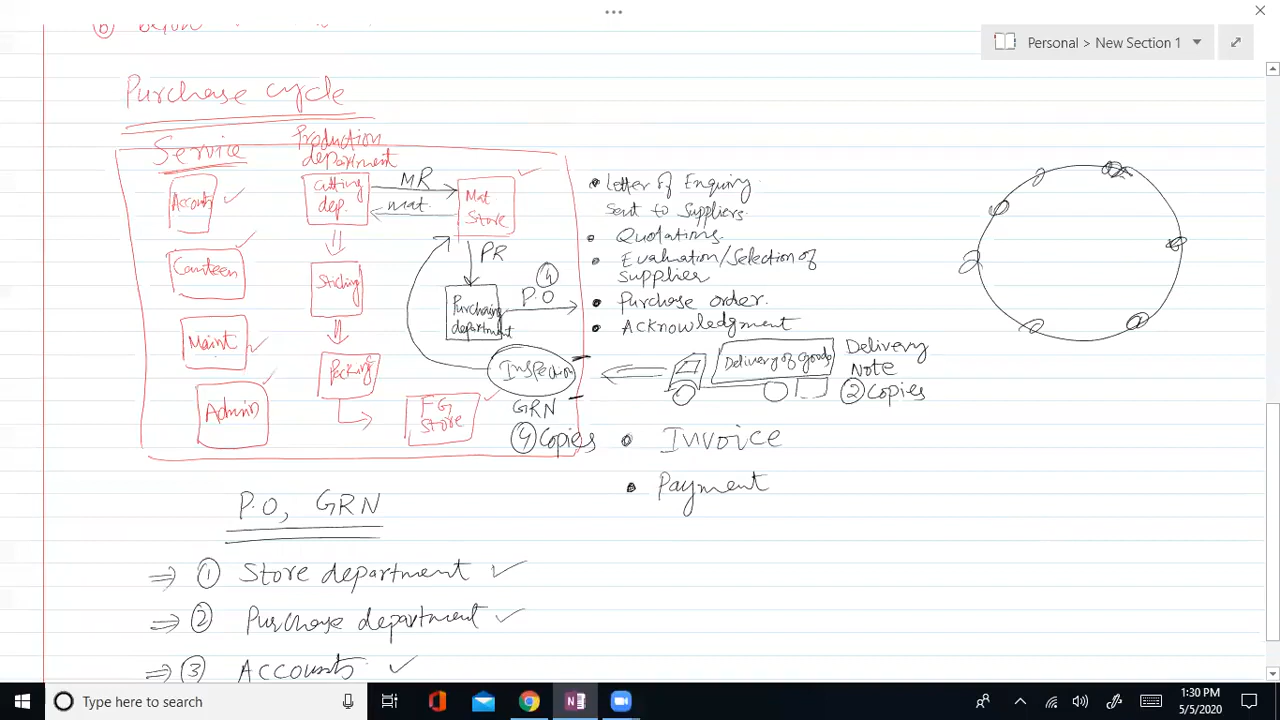 Personal > New Section 1
Purchase cycle
Service
Production
department
Accounts
Cutting
dep.
MR
mat.
Mat
Store
Letter of Enquiry
Sent to Suppliers
Quotations
Evaluation/Selection of
Supplier
Purchase order.
Acknowledgment
PR
Canteen
Stiching
Purchasing
department
P.O
4
Maint
Packing
Inspection
Delivery of goods
Delivery
Note
2 Copies
Admin
FG
Store
GRN
4 Copies
Invoice
Payment
P.O, GRN
⇒ 1 Store department ✓
⇒ 2 Purchase department ✓
⇒ 3 Accounts ✓
Type here to search
1:30 PM
5/5/2020